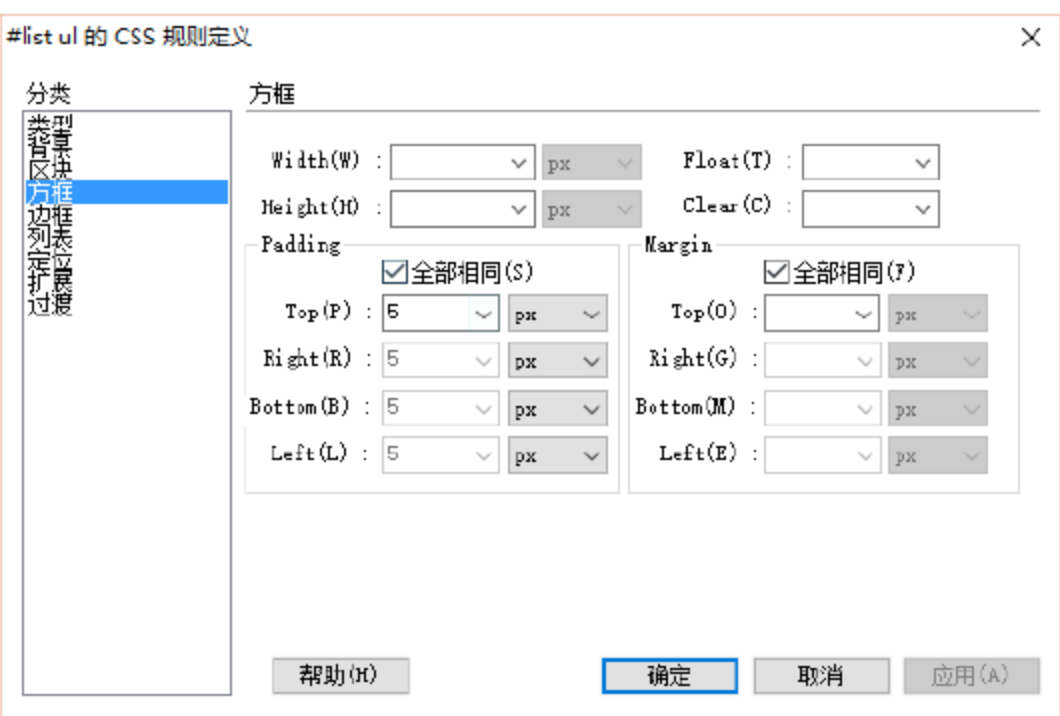 #list ul 的 CSS 规则定义
分类
类型
背景
区块
方框
边框
列表
定位
扩展
过渡
方框
Width(W) : px Float(T) :
Height(H) : px Clear(C) :
Padding Margin
全部相同(S) 全部相同(F)
Top(P) : 5 px Top(O) : px
Right(R) : 5 px Right(G) : px
Bottom(B) : 5 px Bottom(M) : px
Left(L) : 5 px Left(E) : px
帮助(H) 确定 取消 应用(A)